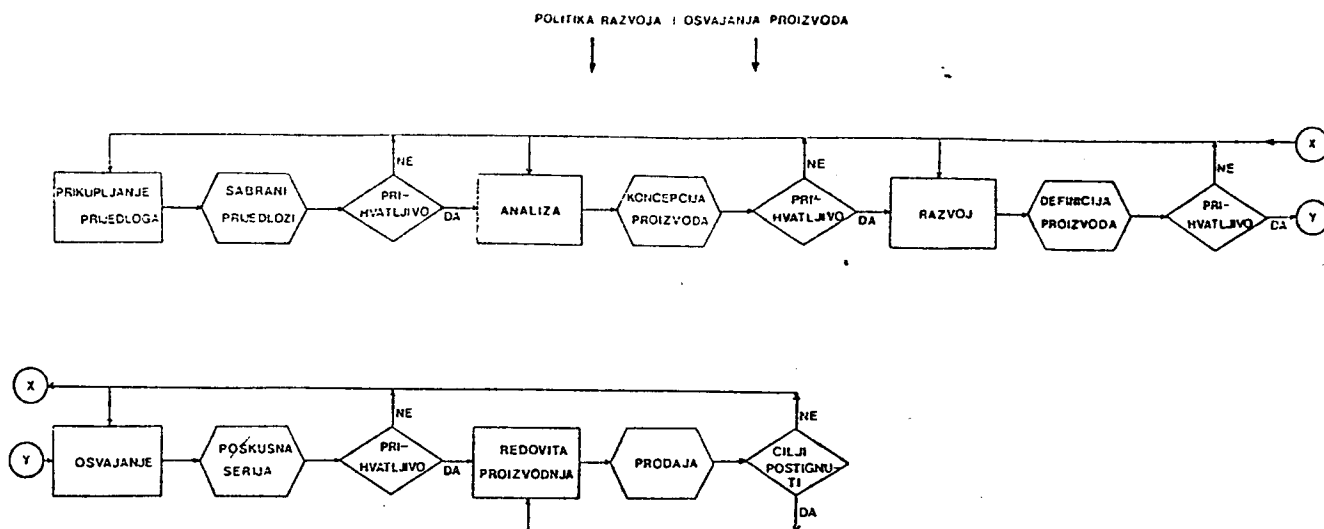 POLITIKA RAZVOJA I OSVAJANJA PROIZVODA
X
NE
NE
NE
PRIKUPLJANJE
PRIJEDLOGA
SABRANI
PRIJEDLOZI
PRI-
HVATLJIVO
DA
ANALIZA
KONCEPCIJA
PROIZVODA
PRI-
HVATLJIVO
DA
RAZVOJ
DEFINICIJA
PROIZVODA
PRI-
HVATLJIVO
DA
Y
X
NE
NE
Y
OSVAJANJE
POSKUSNA
SERIJA
PRI-
HVATLJIVO
DA
REDOVITA
PROIZVODNJA
PRODAJA
CILJI
POSTIGNU-
TI
DA